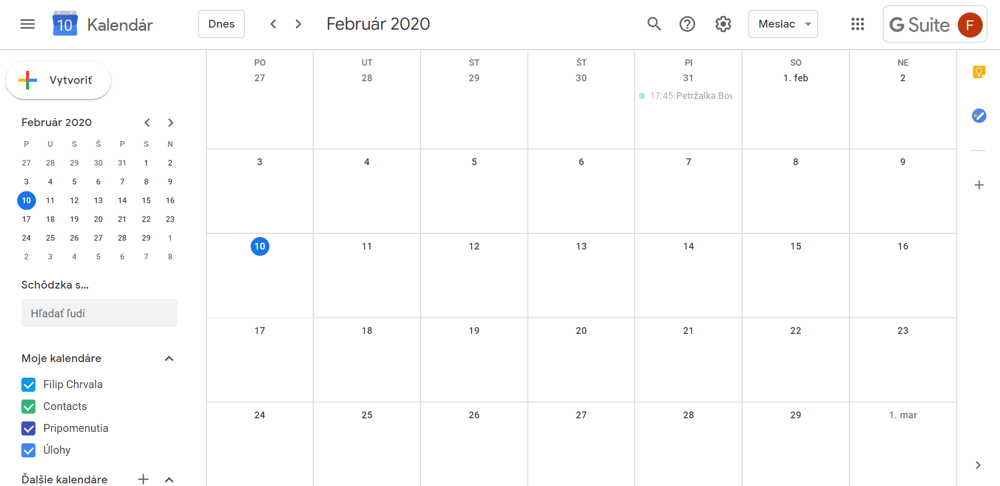 10 Kalendár
Dnes
Február 2020
Mesiac
G Suite
F
Vytvoriť
Február 2020
P U S Š P S N
27 28 29 30 31 1 2
3 4 5 6 7 8 9
10 11 12 13 14 15 16
17 18 19 20 21 22 23
24 25 26 27 28 29 1
2 3 4 5 6 7 8
Schôdzka s...
Hľadať ľudí
Moje kalendáre
Filip Chrvala
Contacts
Pripomenutia
Úlohy
Ďalšie kalendáre
PO UT ST ŠT PI SO NE
27 28 29 30 31 1. feb 2
17:45 Petržalka
3 4 5 6 7 8 9
10 11 12 13 14 15 16
17 18 19 20 21 22 23
24 25 26 27 28 29 1. mar